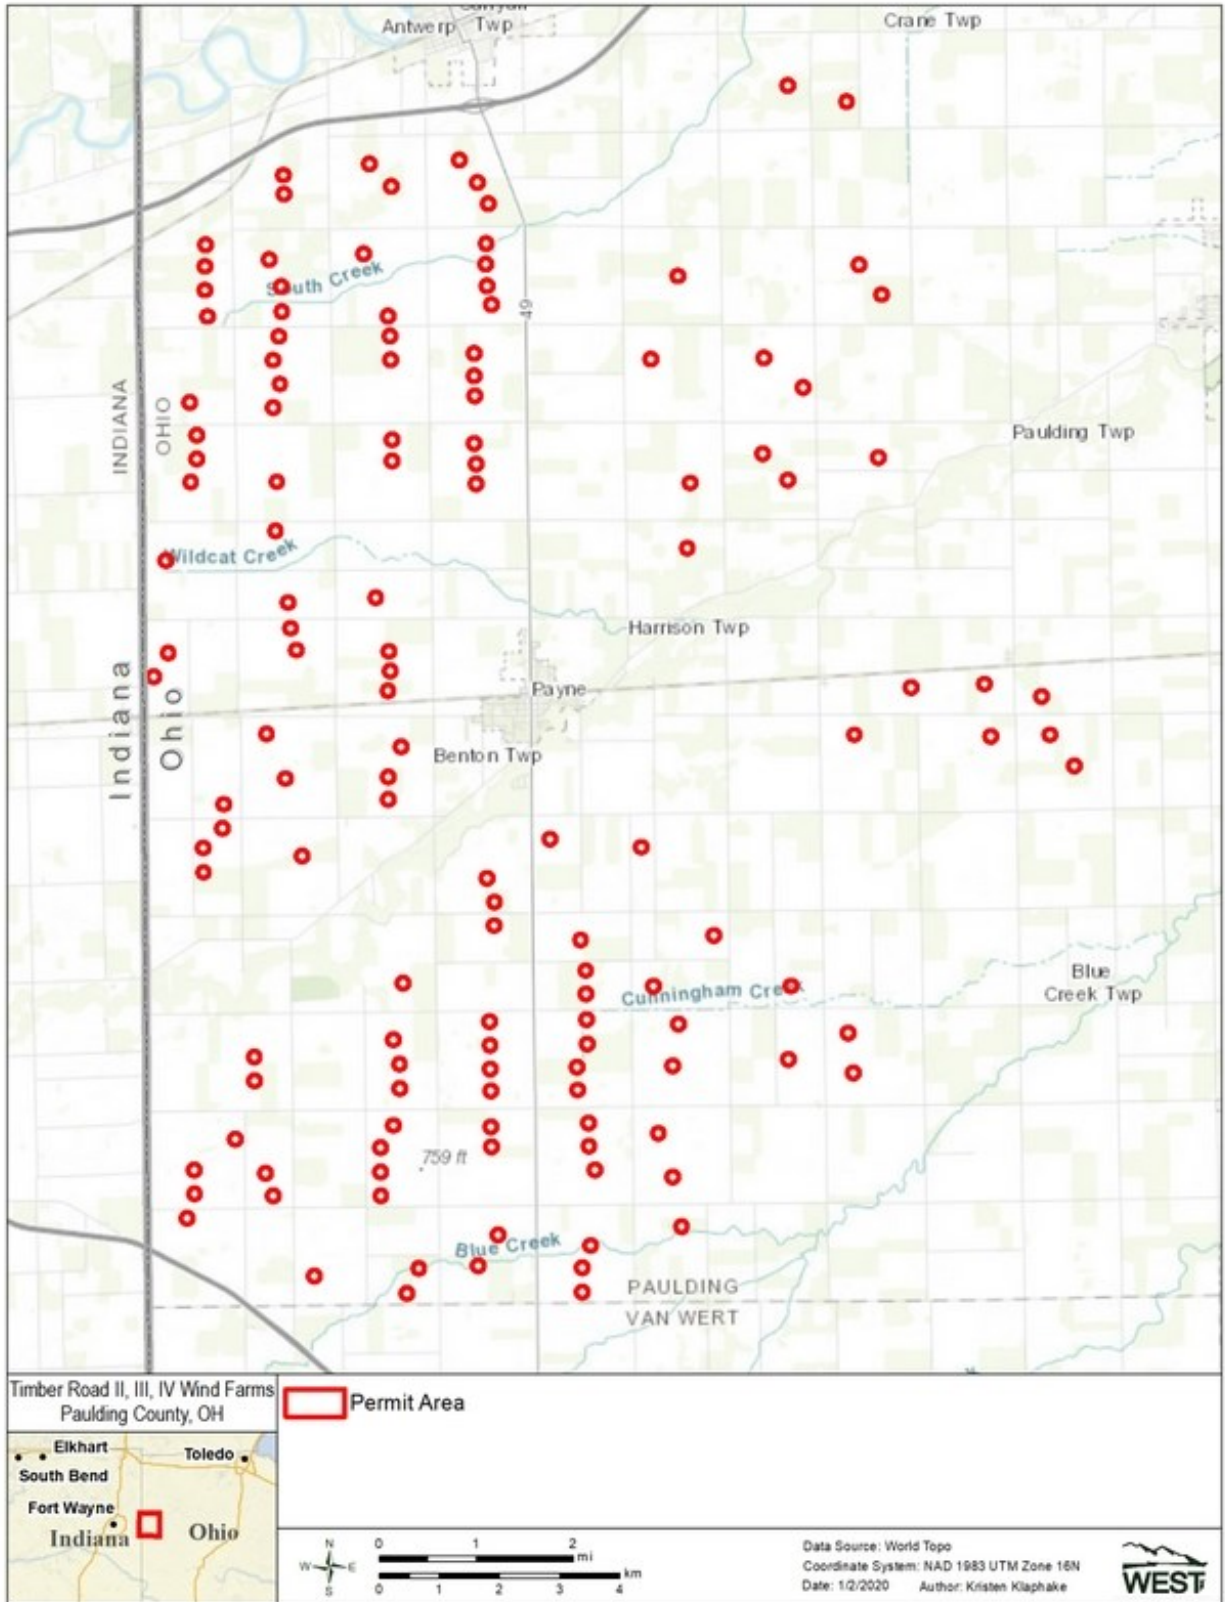 Antwerp Twp
Crane Twp
South Creek
49
INDIANA
OHIO
Paulding Twp
Wildcat Creek
Harrison Twp
Indiana
Ohio
Payne
Benton Twp
Cunningham Creek
Blue
Creek Twp
759 ft
Blue Creek
PAULDING
VAN WERT
Timber Road II, III, IV Wind Farms
Paulding County, OH
Permit Area
Elkhart
Toledo
South Bend
Fort Wayne
Indiana
Ohio
N
W E
S
0 1 2
mi
km
0 1 2 3 4
Data Source: World Topo
Coordinate System: NAD 1983 UTM Zone 16N
Date: 1/2/2020 Author: Kristen Klaphake
WEST